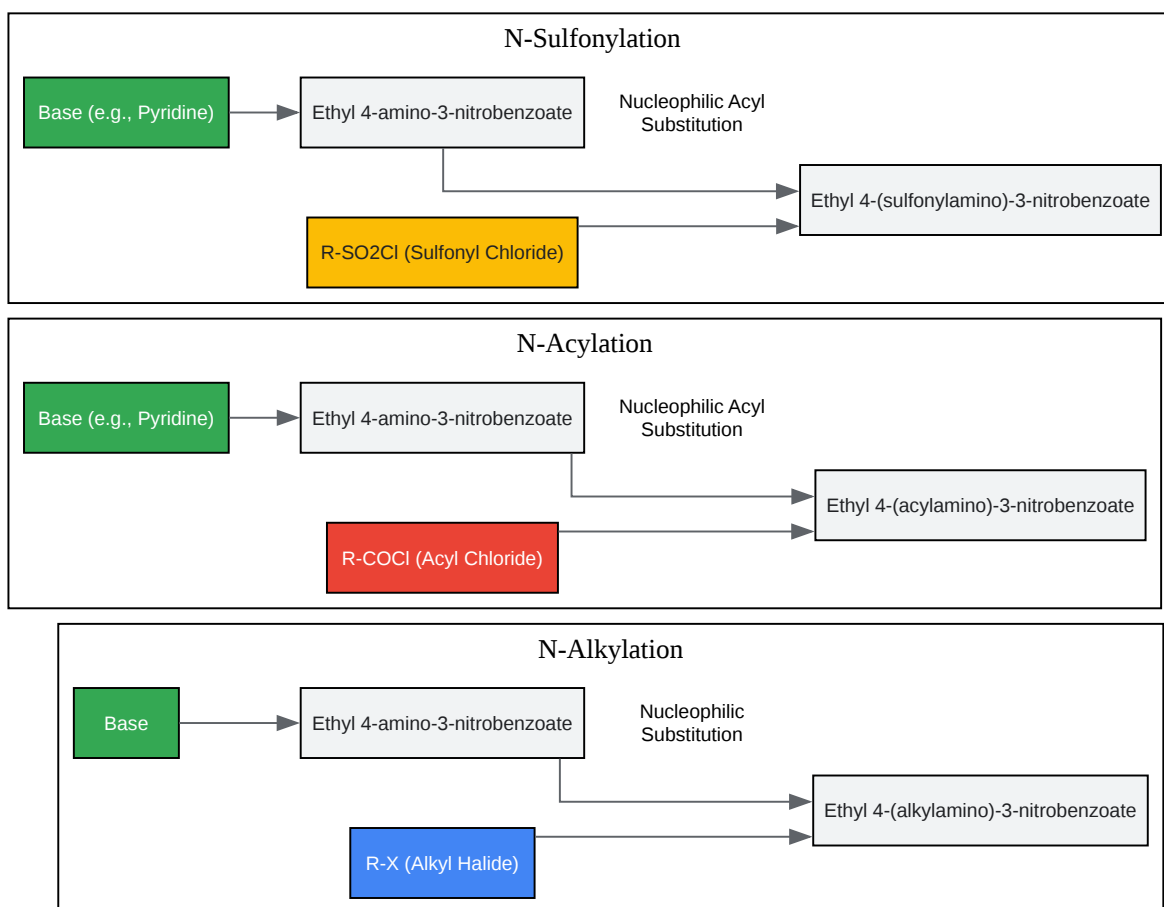 N-Sulfonylation
Base (e.g., Pyridine)
Ethyl 4-amino-3-nitrobenzoate
Nucleophilic Acyl
Substitution
Ethyl 4-(sulfonylamino)-3-nitrobenzoate
R-SO2Cl (Sulfonyl Chloride)
N-Acylation
Base (e.g., Pyridine)
Ethyl 4-amino-3-nitrobenzoate
Nucleophilic Acyl
Substitution
Ethyl 4-(acylamino)-3-nitrobenzoate
R-COCl (Acyl Chloride)
N-Alkylation
Base
Ethyl 4-amino-3-nitrobenzoate
Nucleophilic
Substitution
Ethyl 4-(alkylamino)-3-nitrobenzoate
R-X (Alkyl Halide)